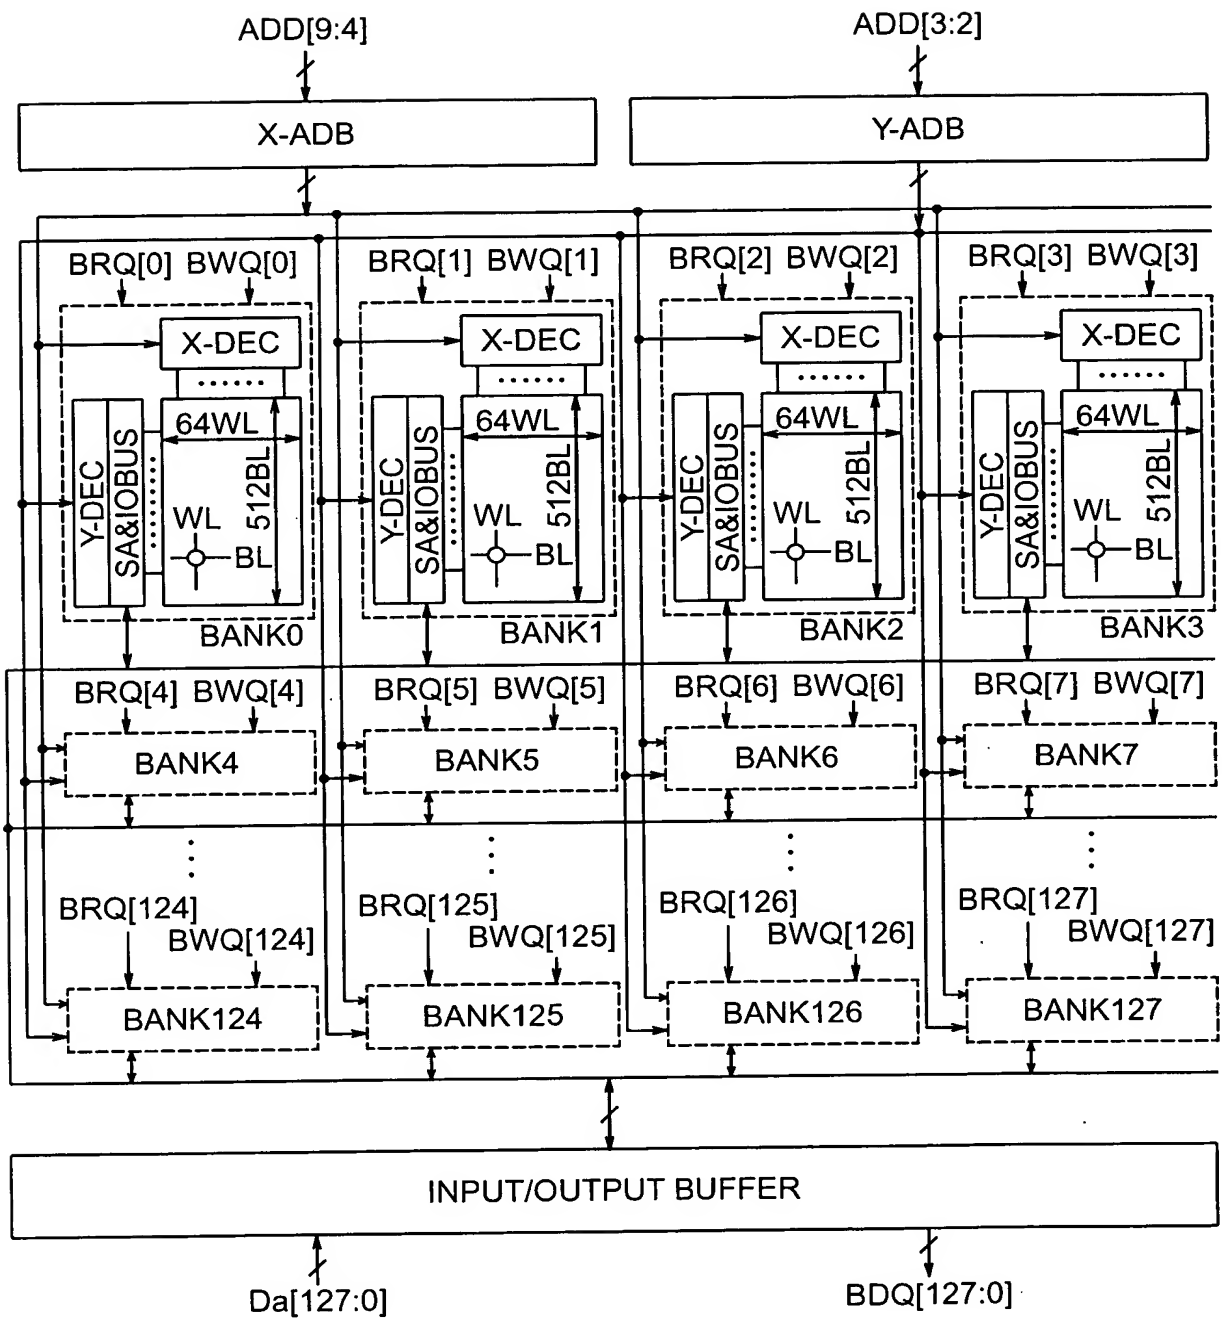 ADD[9:4] ADD[3:2]
X-ADB Y-ADB
BRQ[0] BWQ[0] BRQ[1] BWQ[1] BRQ[2] BWQ[2] BRQ[3] BWQ[3]
X-DEC X-DEC X-DEC X-DEC
64WL 64WL 64WL 64WL
Y-DEC SA&IOBUS 512BL Y-DEC SA&IOBUS 512BL Y-DEC SA&IOBUS 512BL Y-DEC SA&IOBUS 512BL
WL WL WL WL
BL BL BL BL
BANK0 BANK1 BANK2 BANK3
BRQ[4] BWQ[4] BRQ[5] BWQ[5] BRQ[6] BWQ[6] BRQ[7] BWQ[7]
BANK4 BANK5 BANK6 BANK7
BRQ[124] BRQ[125] BRQ[126] BRQ[127]
BWQ[124] BWQ[125] BWQ[126] BWQ[127]
BANK124 BANK125 BANK126 BANK127
INPUT/OUTPUT BUFFER
Da[127:0] BDQ[127:0]